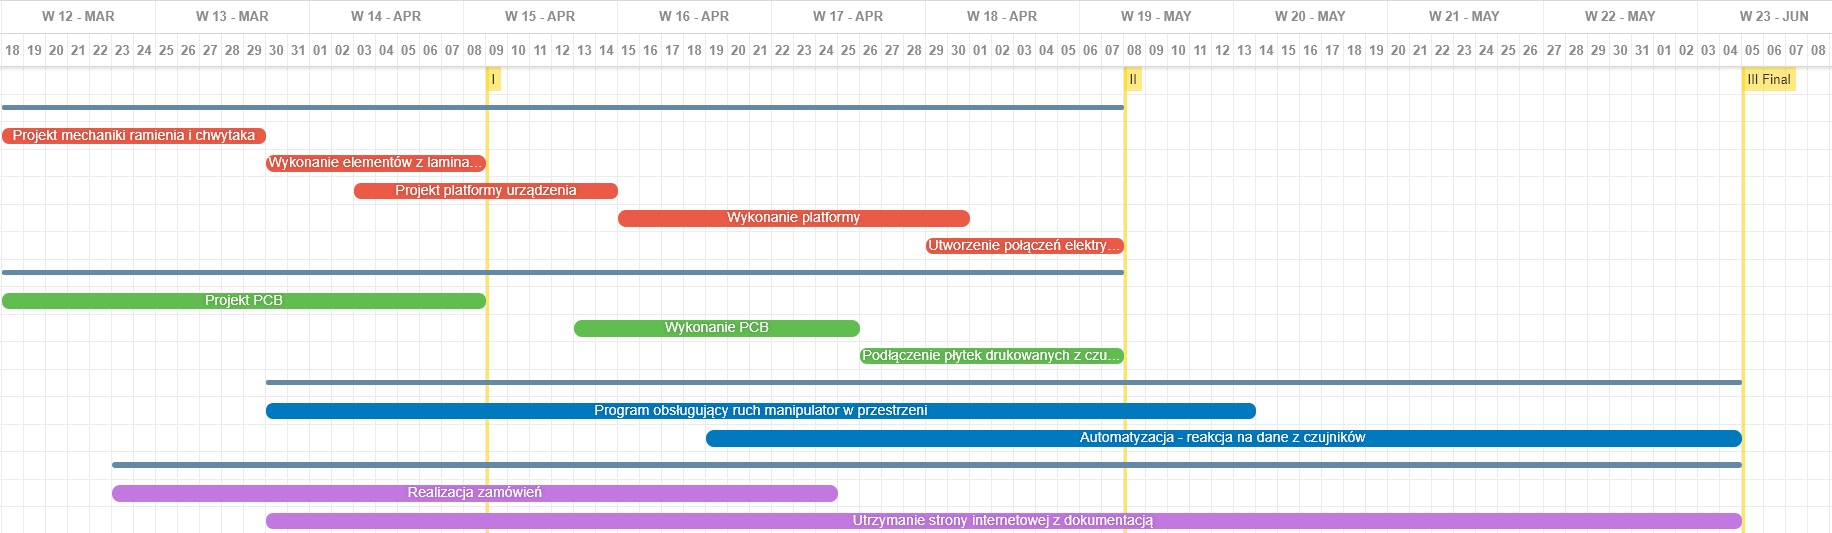 W 12 - MAR W 13 - MAR W 14 - APR W 15 - APR W 16 - APR W 17 - APR W 18 - APR W 19 - MAY W 20 - MAY W 21 - MAY W 22 - MAY W 23 - JUN
18 19 20 21 22 23 24 25 26 27 28 29 30 31 01 02 03 04 05 06 07 08 09 10 11 12 13 14 15 16 17 18 19 20 21 22 23 24 25 26 27 28 29 30 01 02 03 04 05 06 07 08 09 10 11 12 13 14 15 16 17 18 19 20 21 22 23 24 25 26 27 28 29 30 31 01 02 03 04 05 06 07 08
I II III Final
Projekt mechaniki ramienia i chwytaka
Wykonanie elementów z lamina...
Projekt platformy urządzenia
Wykonanie platformy
Utworzenie połączeń elektry...
Projekt PCB
Wykonanie PCB
Podłączenie płytek drukowanych z czu...
Program obsługujący ruch manipulator w przestrzeni
Automatyzacja - reakcja na dane z czujników
Realizacja zamówień
Utrzymanie strony internetowej z dokumentacją